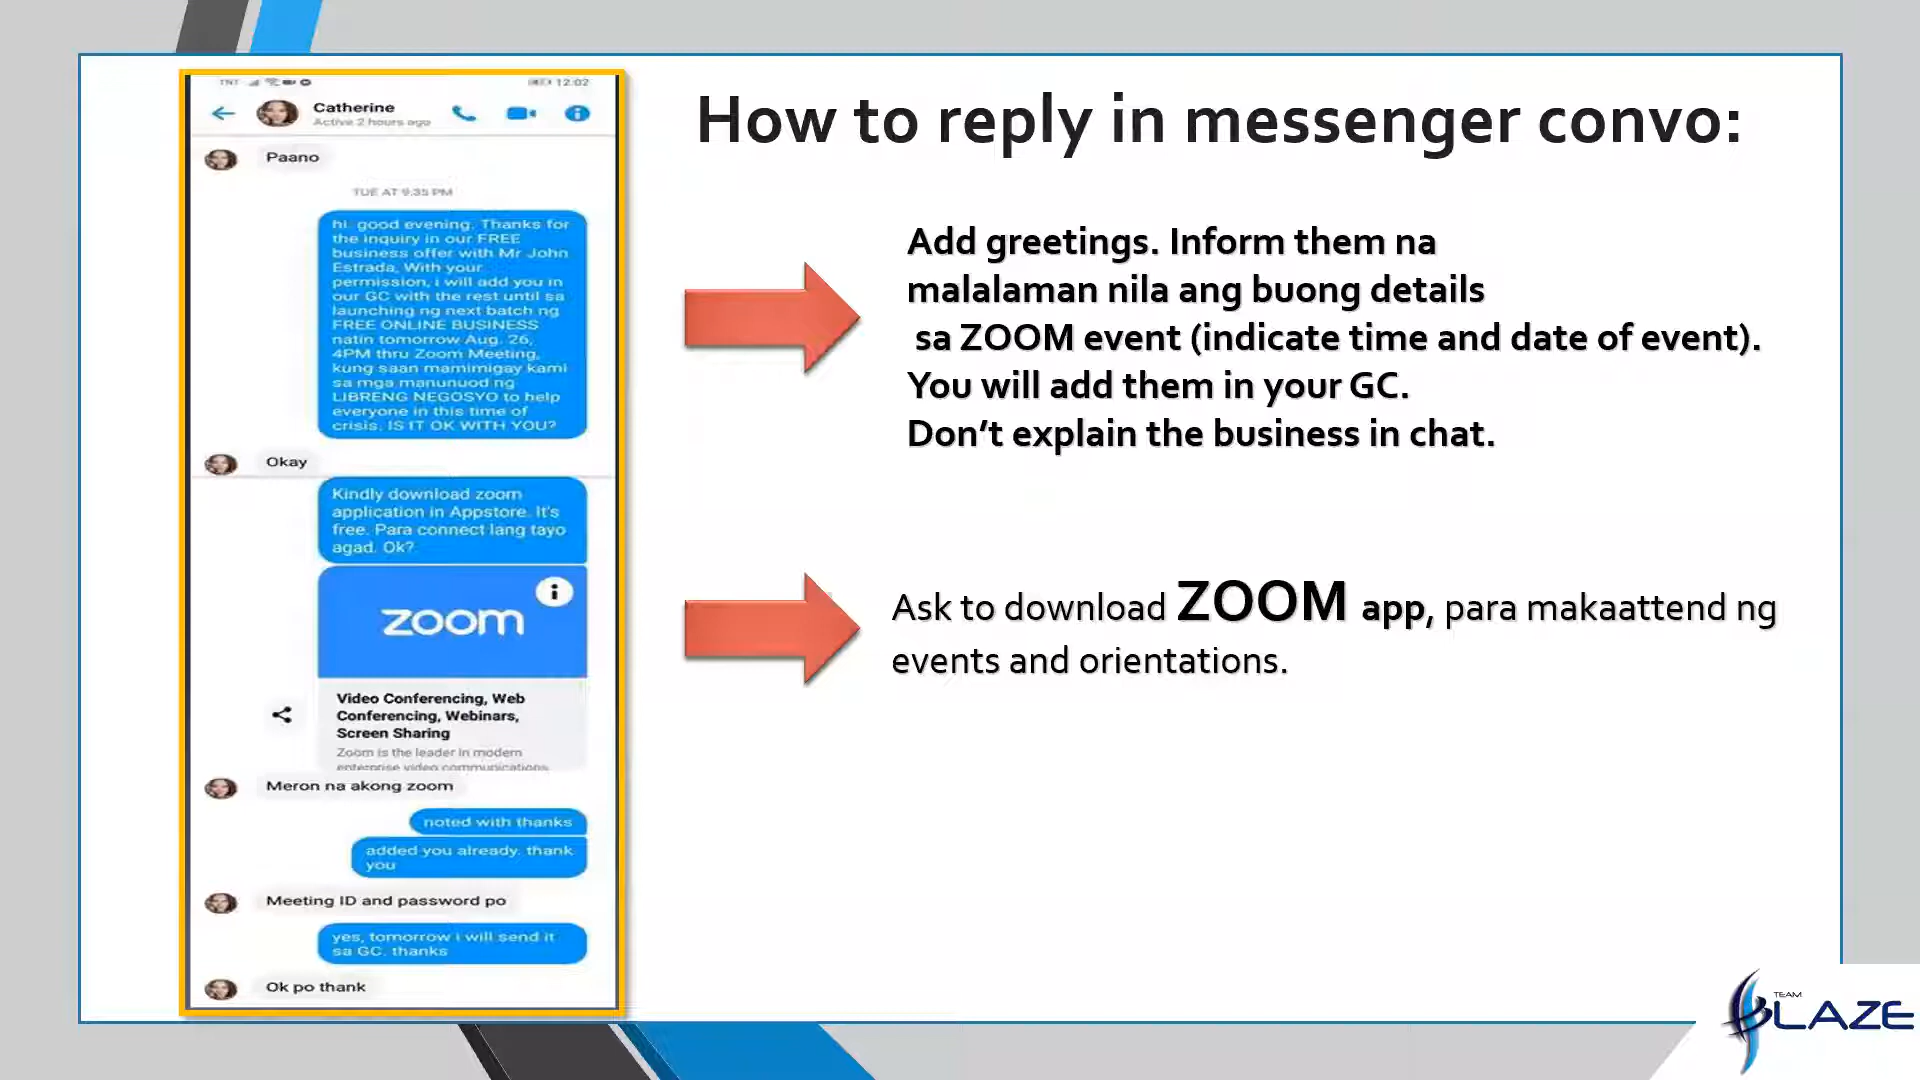 TNT
12:02
Catherine
Active 2 hours ago
Paano
TUE AT 9:35 PM
hi. good evening. Thanks for
the inquiry in our FREE
business offer with Mr John
Estrada, With your
permission, i will add you in
our GC with the rest until sa
launching ng next batch ng
FREE ONLINE BUSINESS
natin tomorrow Aug. 26,
4PM thru Zoom Meeting,
kung saan mamimigay kami
sa mga manunuod ng
LIBRENG NEGOSYO to help
everyone in this time of
crisis. IS IT OK WITH YOU?
Okay
Kindly download zoom
application in Appstore. It's
free. Para connect lang tayo
agad. Ok?
zoom
Video Conferencing, Web
Conferencing, Webinars,
Screen Sharing
Zoom is the leader in modern
enterprise video communications,
Meron na akong zoom
noted with thanks
added you already. thank
you
Meeting ID and password po
yes, tomorrow i will send it
sa GC. thanks
Ok po thank
How to reply in messenger convo:
Add greetings. Inform them na
malalaman nila ang buong details
sa ZOOM event (indicate time and date of event).
You will add them in your GC.
Don’t explain the business in chat.
Ask to download ZOOM app, para makaattend ng
events and orientations.
TEAM
BLAZE